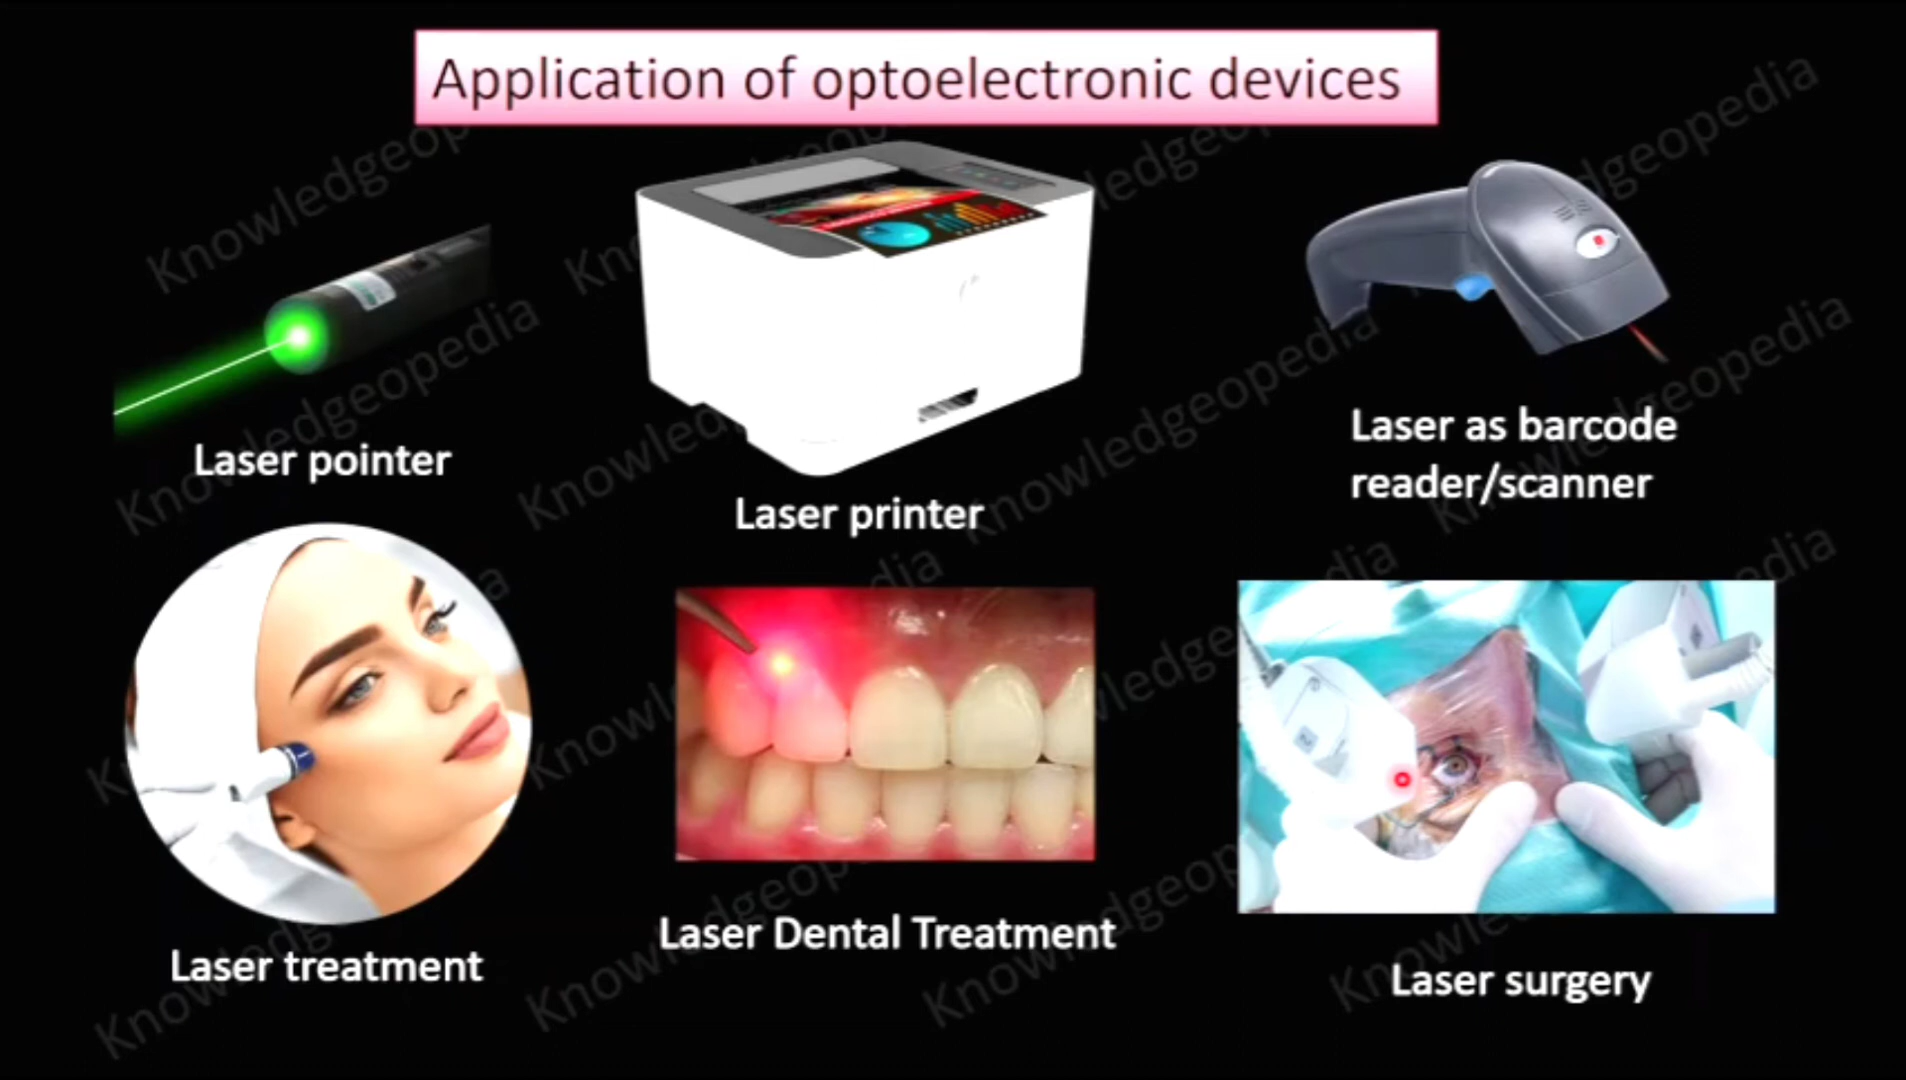 Application of optoelectronic devices
Laser pointer
Laser printer
Laser as barcode
reader/scanner
Laser treatment
Laser Dental Treatment
Laser surgery
Knowledgeopedia